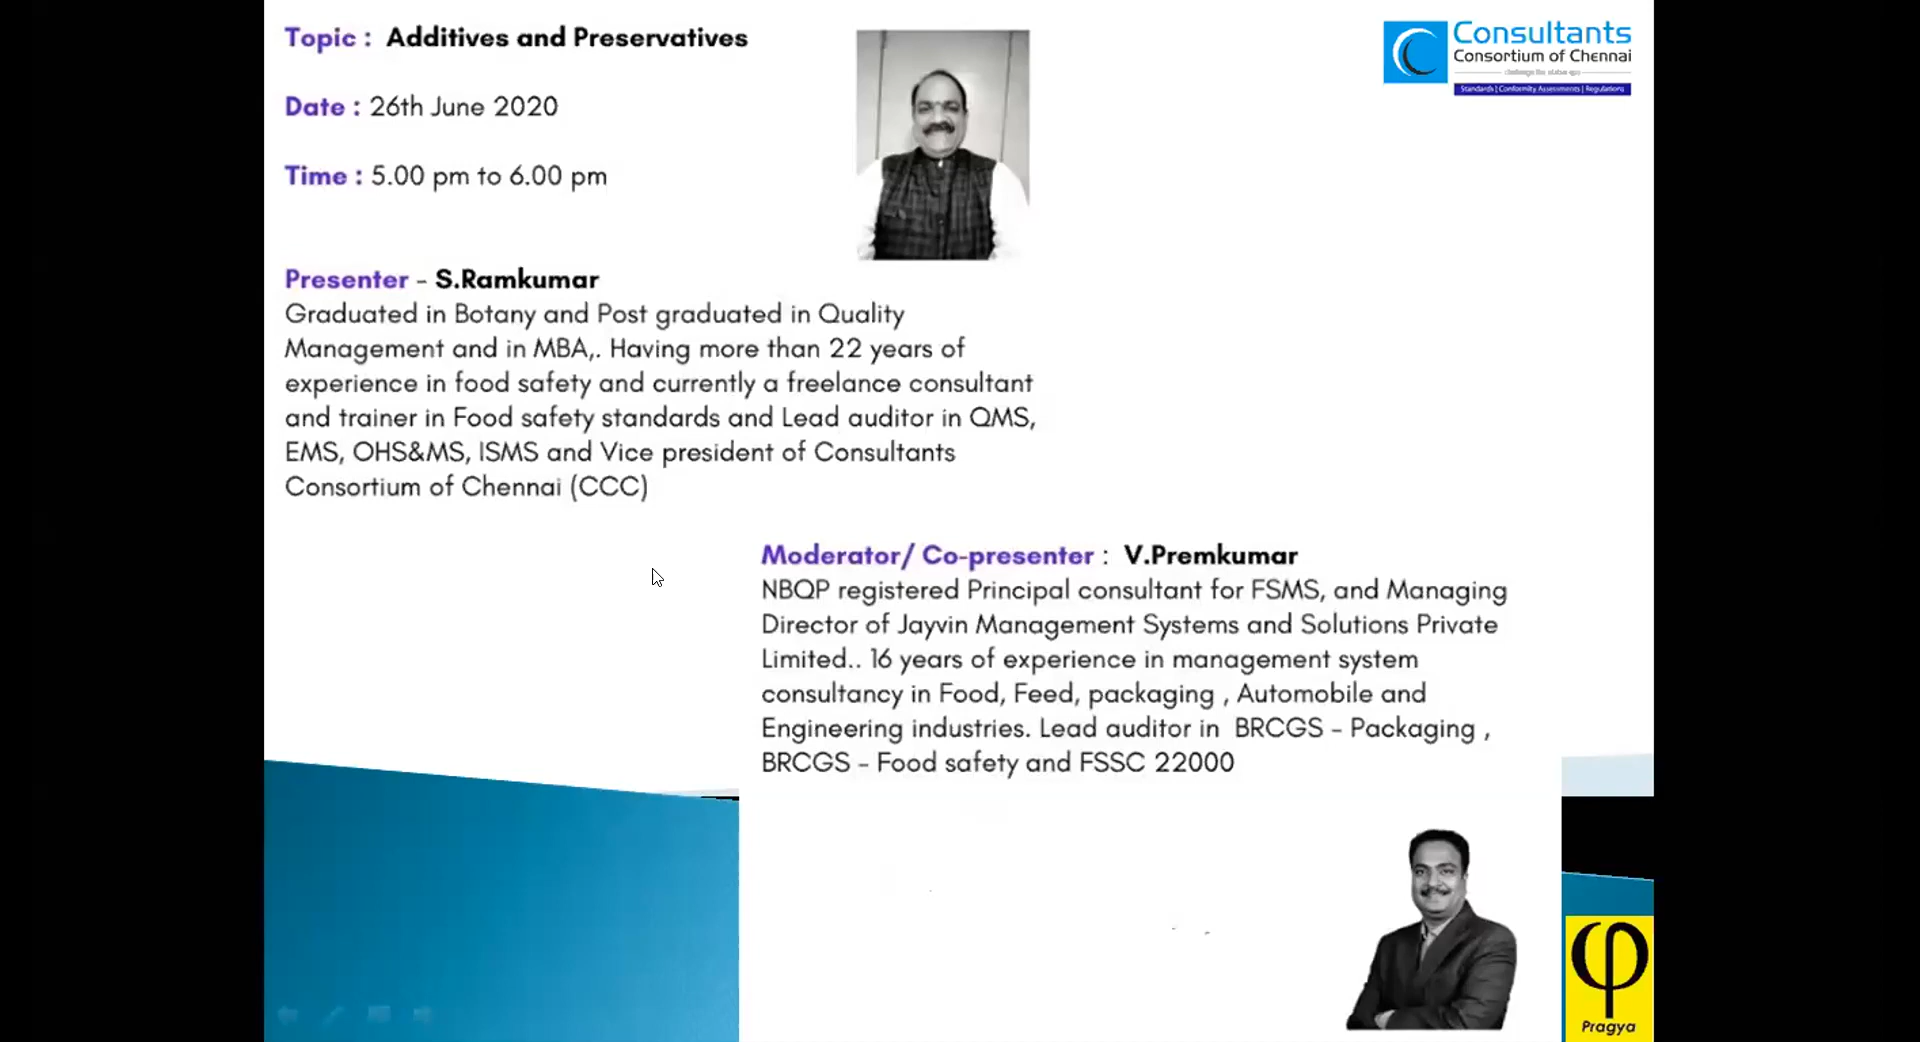 Topic : Additives and Preservatives
Date : 26th June 2020
Time : 5.00 pm to 6.00 pm
Consultants
Consortium of Chennai
Standards | Conformity Assessments | Regulations
Presenter - S.Ramkumar
Graduated in Botany and Post graduated in Quality
Management and in MBA,. Having more than 22 years of
experience in food safety and currently a freelance consultant
and trainer in Food safety standards and Lead auditor in QMS,
EMS, OHS&MS, ISMS and Vice president of Consultants
Consortium of Chennai (CCC)
Moderator/ Co-presenter : V.Premkumar
NBQP registered Principal consultant for FSMS, and Managing
Director of Jayvin Management Systems and Solutions Private
Limited.. 16 years of experience in management system
consultancy in Food, Feed, packaging , Automobile and
Engineering industries. Lead auditor in BRCGS - Packaging ,
BRCGS - Food safety and FSSC 22000
φ
Pragya